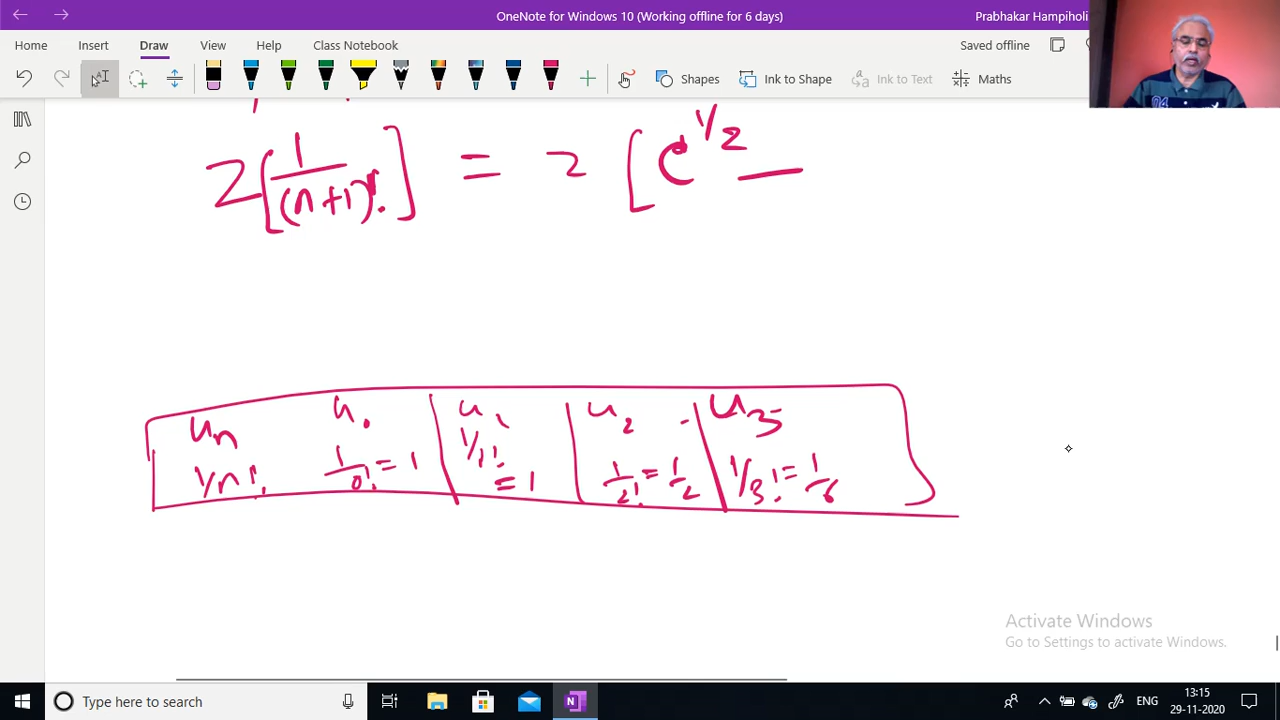 OneNote for Windows 10 (Working offline for 6 days)
Prabhakar Hampiholi
Home Insert Draw View Help Class Notebook
Saved offline
Shapes Ink to Shape Ink to Text Maths
2[1/(n+1)!] = 2 [e^1/2 —
un u0 u1 u2 - u3
1/n! 1/0! = 1 1/1! = 1 1/2! = 1/2 1/3! = 1/6
Activate Windows
Go to Settings to activate Windows.
Type here to search
ENG
13:15
29-11-2020